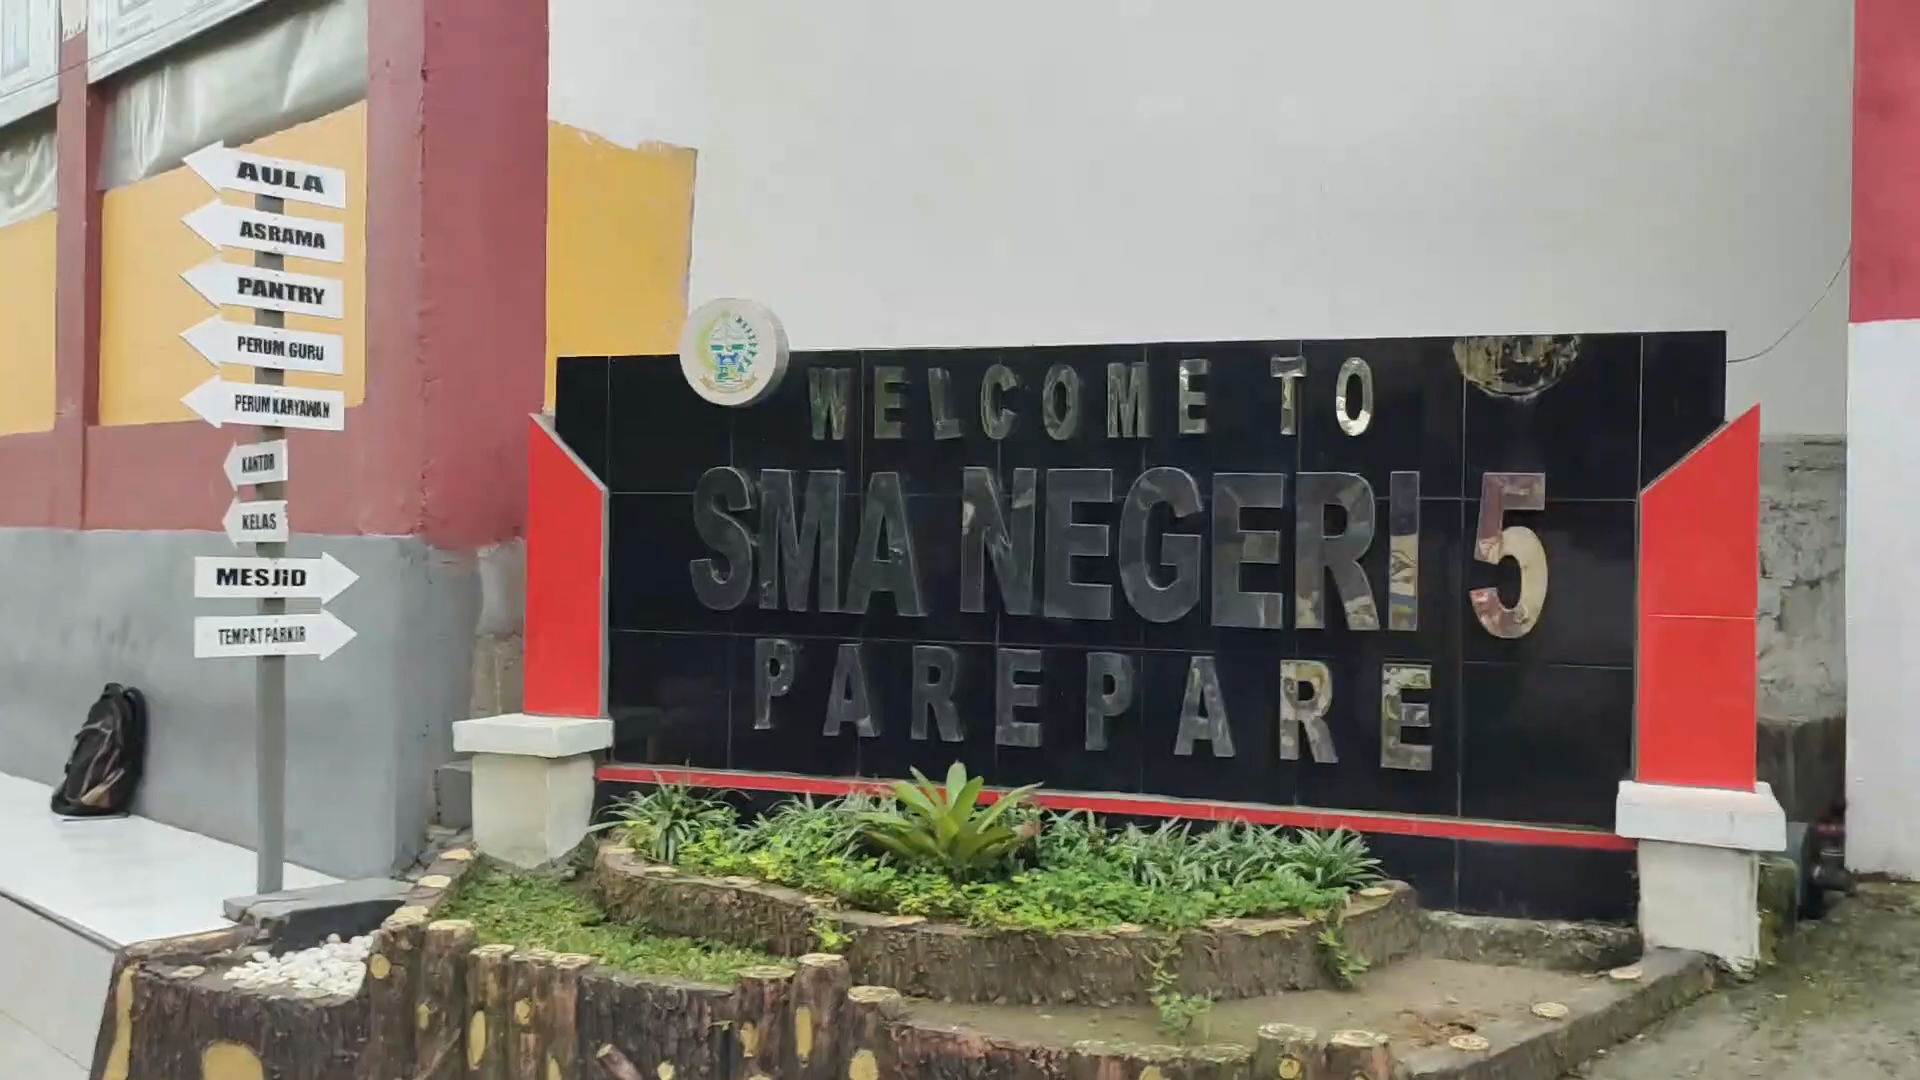 AULA
ASRAMA
PANTRY
PERUM GURU
PERUM KARYAWAN
KANTOR
KELAS
MESJID
TEMPAT PARKIR
WELCOME TO
SMA NEGERI 5
PAREPARE